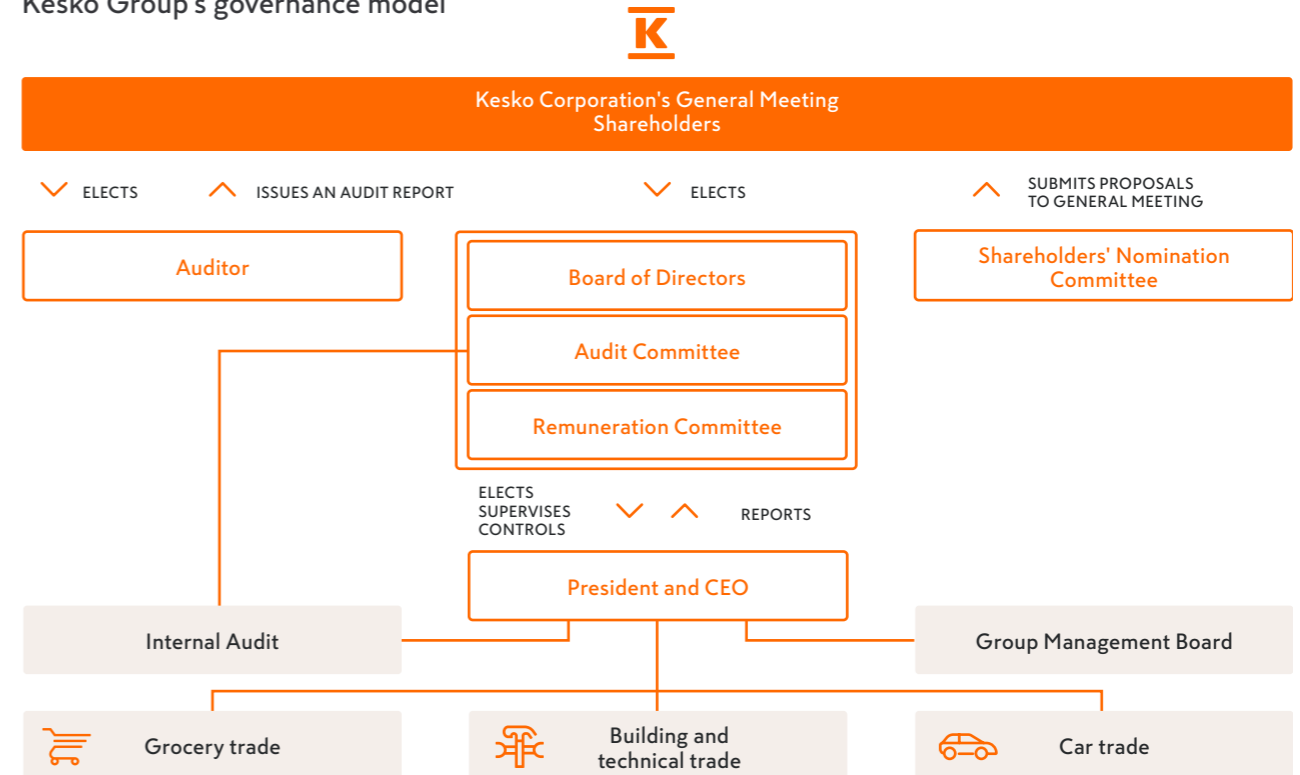 Kesko Group's governance model
K
Kesko Corporation's General Meeting
Shareholders
ELECTS
ISSUES AN AUDIT REPORT
ELECTS
SUBMITS PROPOSALS
TO GENERAL MEETING
Auditor
Board of Directors
Shareholders' Nomination
Committee
Audit Committee
Remuneration Committee
ELECTS
SUPERVISES
CONTROLS
REPORTS
President and CEO
Internal Audit
Group Management Board
Grocery trade
Building and
technical trade
Car trade